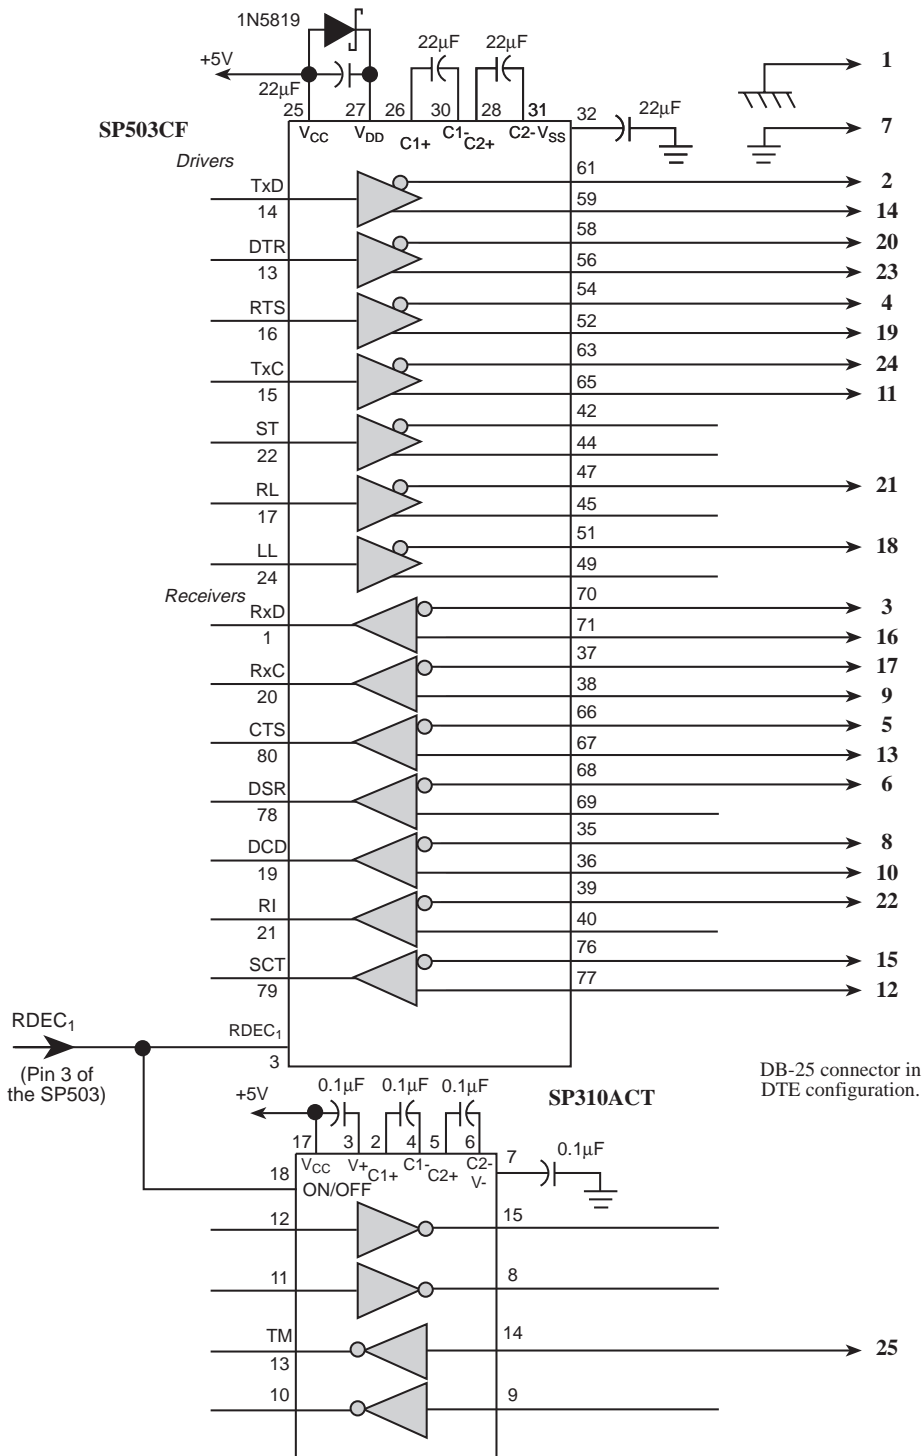 1N5819
+5V
22µF
22µF 22µF
1
25 27 26 30 28 31 32 22µF
7
SP503CF
VCC VDD C1+ C1- C2+ C2- VSS
Drivers
61 2
TxD
14
59 14
58 20
DTR
13
56 23
54 4
RTS
16
52 19
63 24
TxC
15
65 11
42
ST
22
44
47 21
RL
17
45
51 18
LL
24
49
Receivers
70 3
RxD
1
71 16
37 17
RxC
20
38 9
66 5
CTS
80
67 13
68 6
DSR
78
69
35 8
DCD
19
36 10
39 22
RI
21
40
76 15
SCT
79
77 12
RDEC1
RDEC1
3
(Pin 3 of
the SP503)
DB-25 connector in
DTE configuration.
SP310ACT
+5V
0.1µF 0.1µF 0.1µF
17 3 2 4 5 6 7 0.1µF
VCC V+ C1+ C1- C2+ C2-
V-
18
ON/OFF
12 15
11 8
TM
13
14 25
10 9